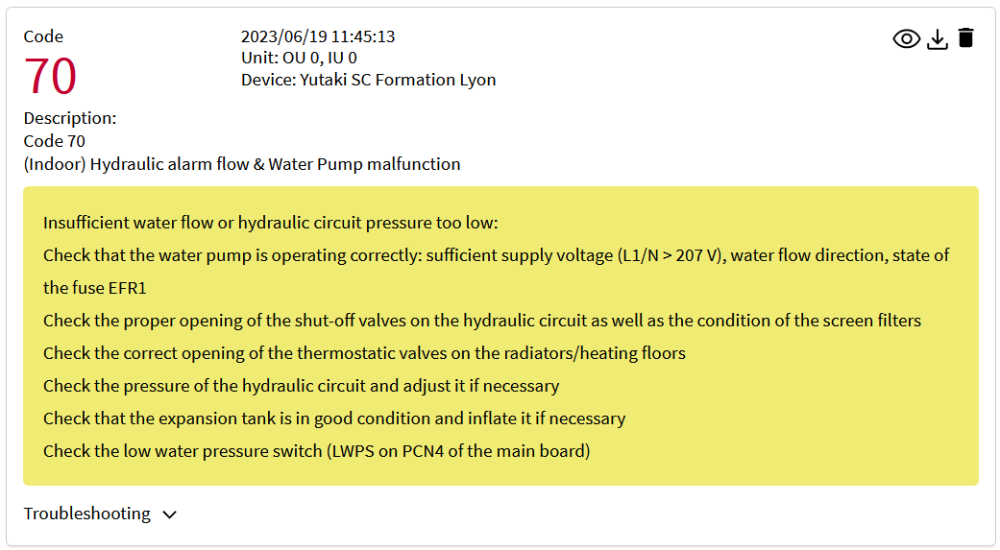 Code
70
2023/06/19 11:45:13
Unit: OU 0, IU 0
Device: Yutaki SC Formation Lyon
Description:
Code 70
(Indoor) Hydraulic alarm flow & Water Pump malfunction
Insufficient water flow or hydraulic circuit pressure too low:
Check that the water pump is operating correctly: sufficient supply voltage (L1/N > 207 V), water flow direction, state of
the fuse EFR1
Check the proper opening of the shut-off valves on the hydraulic circuit as well as the condition of the screen filters
Check the correct opening of the thermostatic valves on the radiators/heating floors
Check the pressure of the hydraulic circuit and adjust it if necessary
Check that the expansion tank is in good condition and inflate it if necessary
Check the low water pressure switch (LWPS on PCN4 of the main board)
Troubleshooting